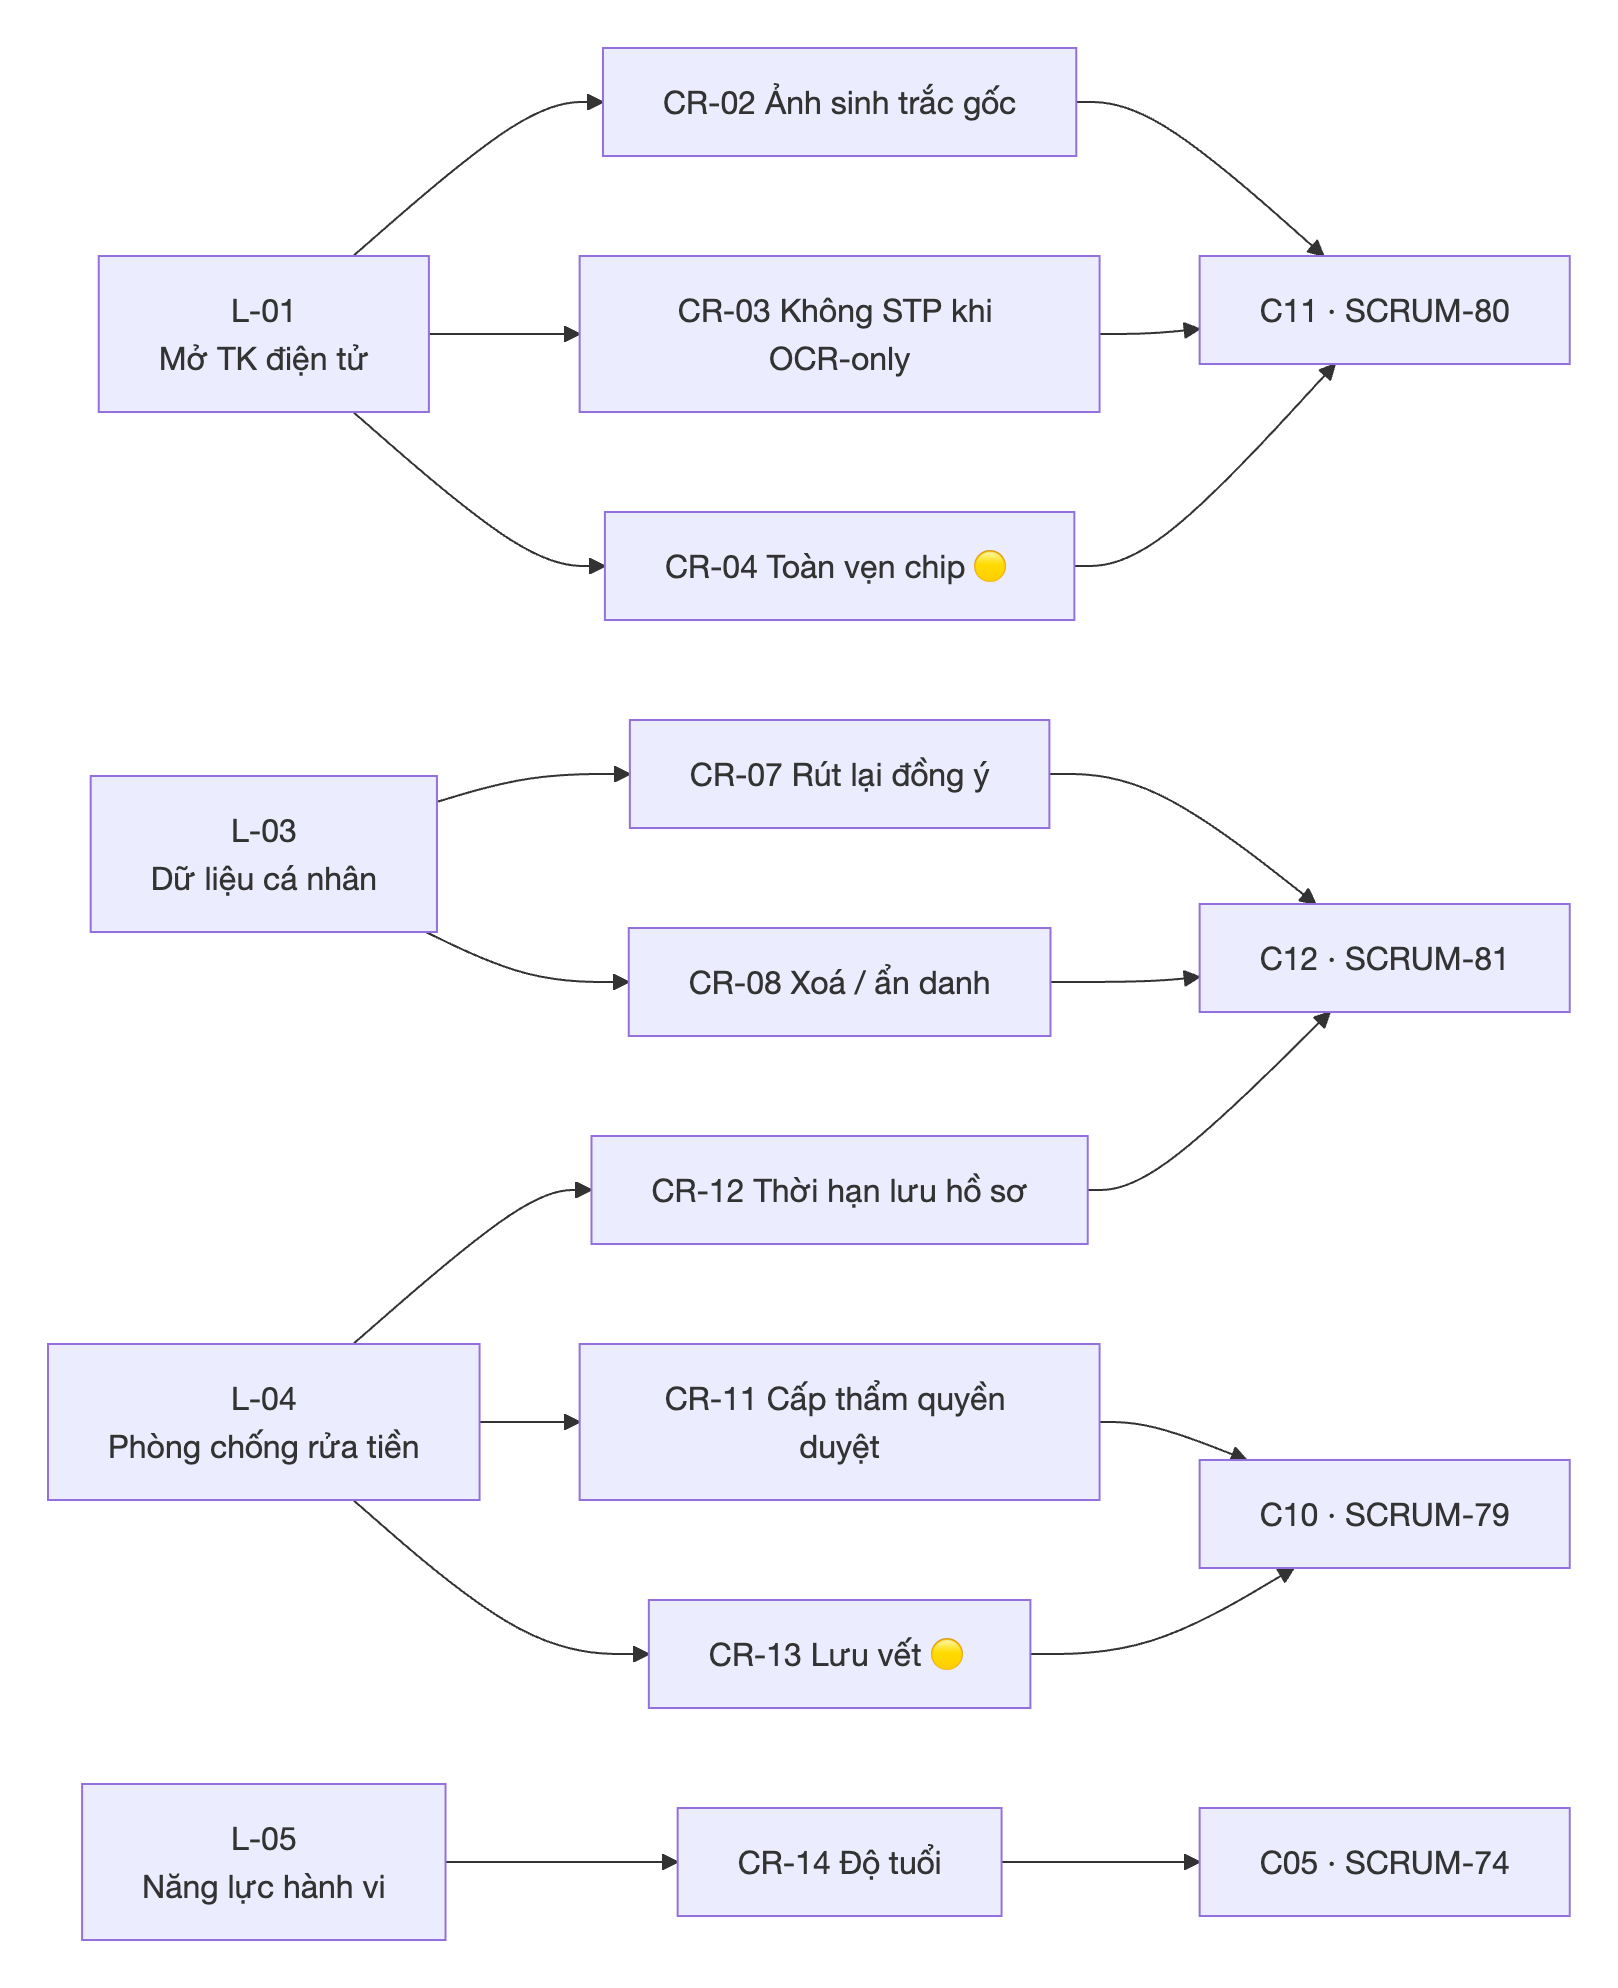 CR-02 Ảnh sinh trắc gốc
L-01
Mở TK điện tử
CR-03 Không STP khi
OCR-only
C11 · SCRUM-80
CR-04 Toàn vẹn chip 🟡
L-03
Dữ liệu cá nhân
CR-07 Rút lại đồng ý
CR-08 Xoá / ẩn danh
C12 · SCRUM-81
CR-12 Thời hạn lưu hồ sơ
L-04
Phòng chống rửa tiền
CR-11 Cấp thẩm quyền
duyệt
C10 · SCRUM-79
CR-13 Lưu vết 🟡
L-05
Năng lực hành vi
CR-14 Độ tuổi
C05 · SCRUM-74